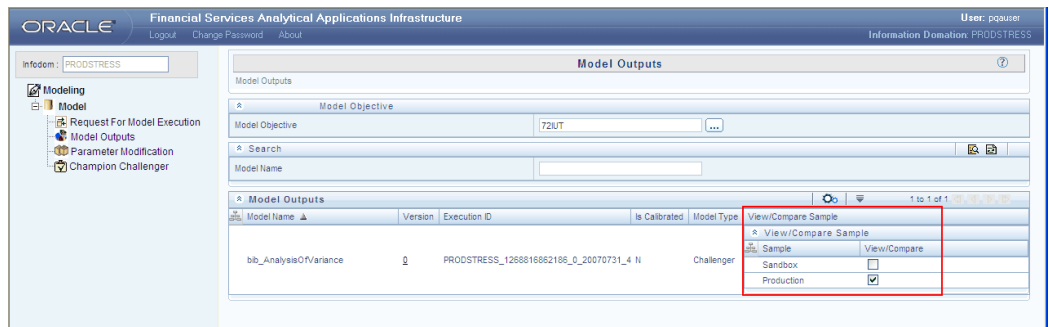 ORACLE
Financial Services Analytical Applications Infrastructure
User: pqauser
Logout Change Password About
Information Domation: PRODSTRESS
Infodom : PRODSTRESS
Modeling
Model
Request For Model Execution
Model Outputs
Parameter Modification
Champion Challenger
Model Outputs
Model Outputs
Model Objective
Model Objective 72IUT ...
Search
Model Name
Model Outputs 1 to 1 of 1
Model Name Version Execution ID Is Calibrated Model Type View/Compare Sample
View/Compare Sample
Sample View/Compare
bib_AnalysisOfVariance 0 PRODSTRESS_1268816862186_0_20070731_4 N Challenger
Sandbox
Production